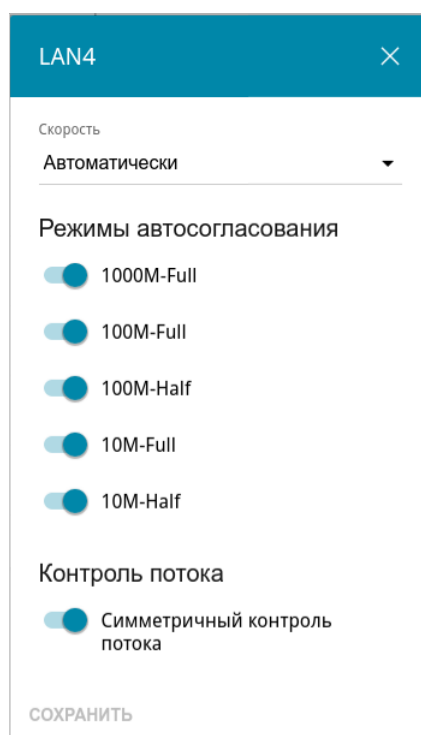 LAN4
Скорость
Автоматически
Режимы автосогласования
1000M-Full
100M-Full
100M-Half
10M-Full
10M-Half
Контроль потока
Симметричный контроль
потока
СОХРАНИТЬ